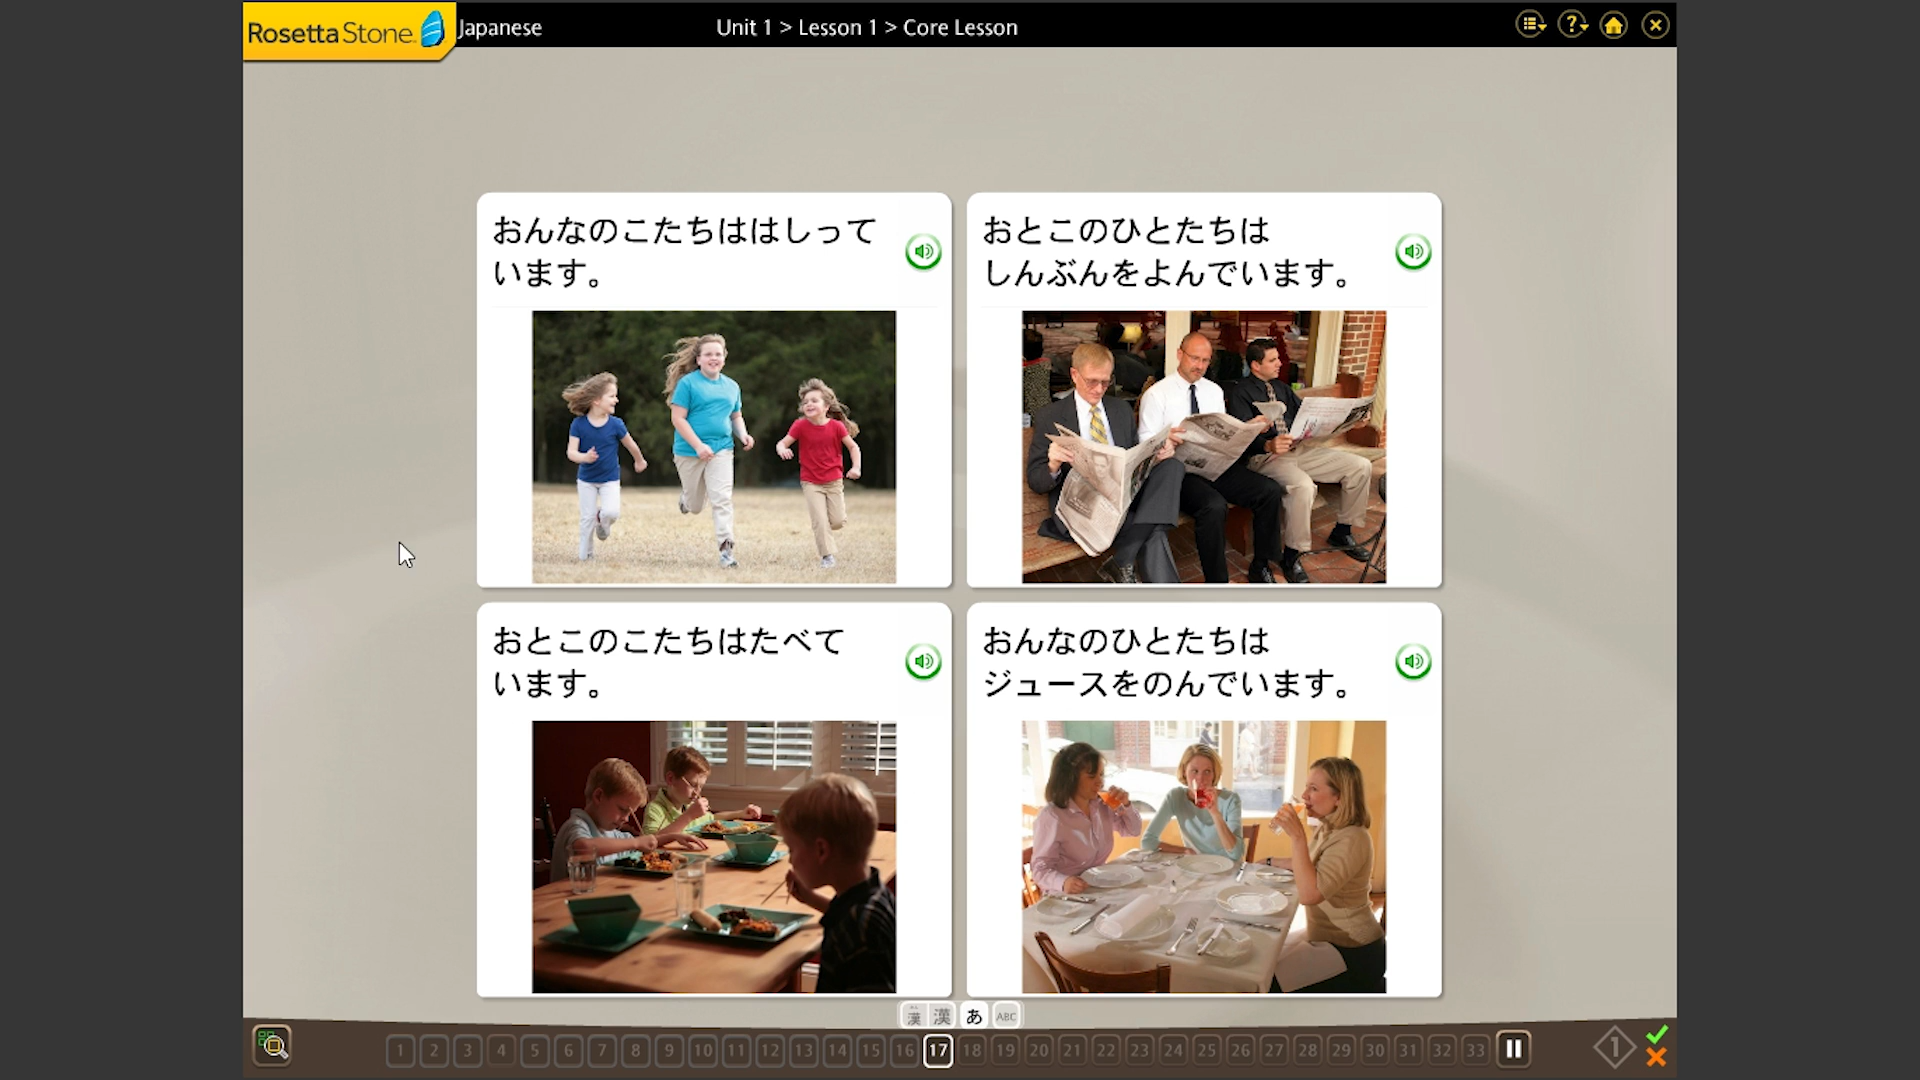 RosettaStone
Japanese
Unit 1 > Lesson 1 > Core Lesson
おんなのこたちははしって
います。
おとこのひとたちは
しんぶんをよんでいます。
おとこのこたちはたべて
います。
おんなのひとたちは
ジュースをのんでいます。
漢 漢 あ ABC
1 2 3 4 5 6 7 8 9 10 11 12 13 14 15 16 17 18 19 20 21 22 23 24 25 26 27 28 29 30 31 32 33
1